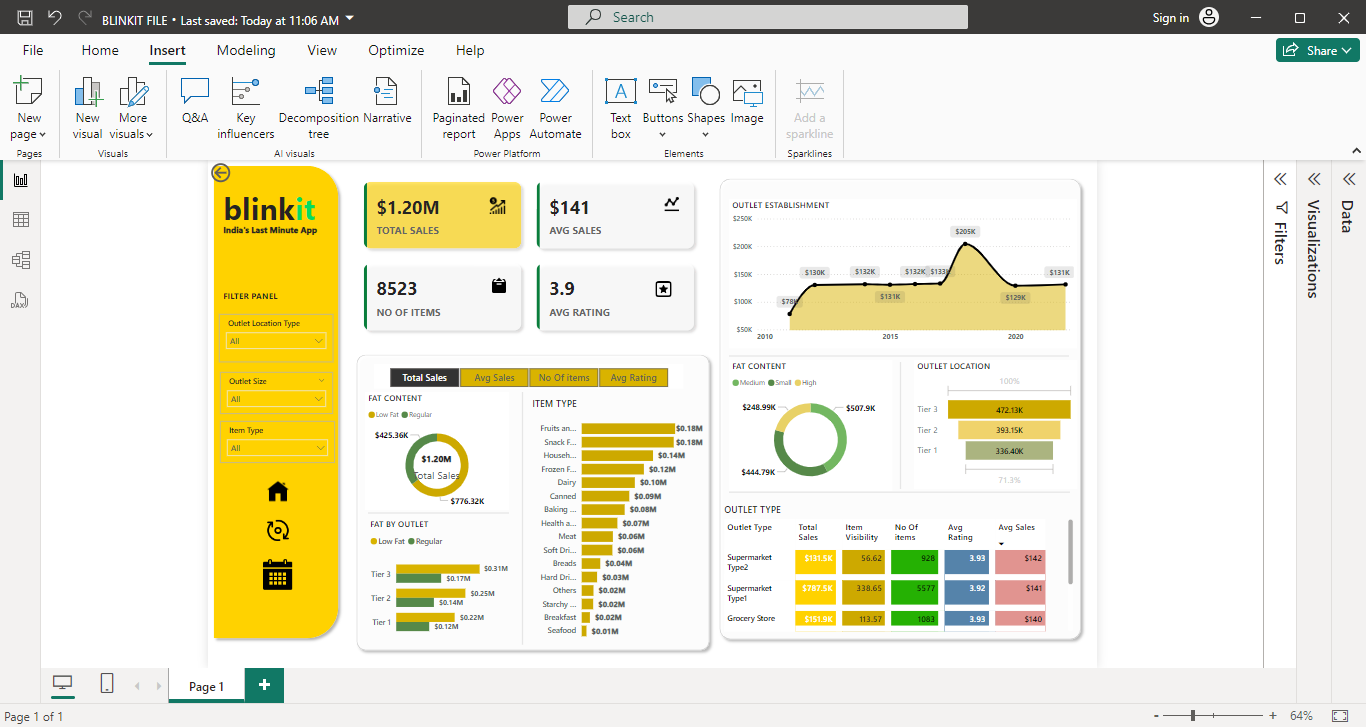 BLINKIT FILE • Last saved: Today at 11:06 AM
Search
Sign in
File Home Insert Modeling View Optimize Help
Share
New page
New visual
More visuals
Q&A
Key influencers
Decomposition tree
Narrative
Paginated report
Power Apps
Power Automate
Text box
Buttons
Shapes
Image
Add a sparkline
Pages
Visuals
AI visuals
Power Platform
Elements
Sparklines
DAX
blinkit
India's Last Minute App
FILTER PANEL
Outlet Location Type
All
Outlet Size
All
Item Type
All
$1.20M
TOTAL SALES
$141
AVG SALES
8523
NO OF ITEMS
3.9
AVG RATING
Total Sales Avg Sales No Of items Avg Rating
FAT CONTENT
Low Fat Regular
$425.36K
$1.20M
Total Sales
$776.32K
FAT BY OUTLET
Low Fat Regular
Tier 3 $0.31M
$0.17M
Tier 2 $0.25M
$0.14M
Tier 1 $0.22M
$0.12M
ITEM TYPE
Fruits an... $0.18M
Snack F... $0.18M
Househ... $0.14M
Frozen F... $0.12M
Dairy $0.10M
Canned $0.09M
Baking ... $0.08M
Health a... $0.07M
Meat $0.06M
Soft Dri... $0.06M
Breads $0.04M
Hard Dri... $0.03M
Others $0.02M
Starchy ... $0.02M
Breakfast $0.02M
Seafood $0.01M
OUTLET ESTABLISHMENT
$250K
$200K
$150K
$100K
$50K
$78K
$130K
$132K
$131K
$132K
$133K
$205K
$129K
$131K
2010 2015 2020
FAT CONTENT
Medium Small High
$248.99K
$507.9K
$444.79K
OUTLET LOCATION
100%
Tier 3 472.13K
Tier 2 393.15K
Tier 1 336.40K
71.3%
OUTLET TYPE
Outlet Type Total Sales Item Visibility No Of items Avg Rating Avg Sales
Supermarket Type2 $131.5K 56.62 928 3.93 $142
Supermarket Type1 $787.5K 338.65 5577 3.92 $141
Grocery Store $151.9K 113.57 1083 3.93 $140
Filters
Visualizations
Data
Page 1
Page 1 of 1
64%